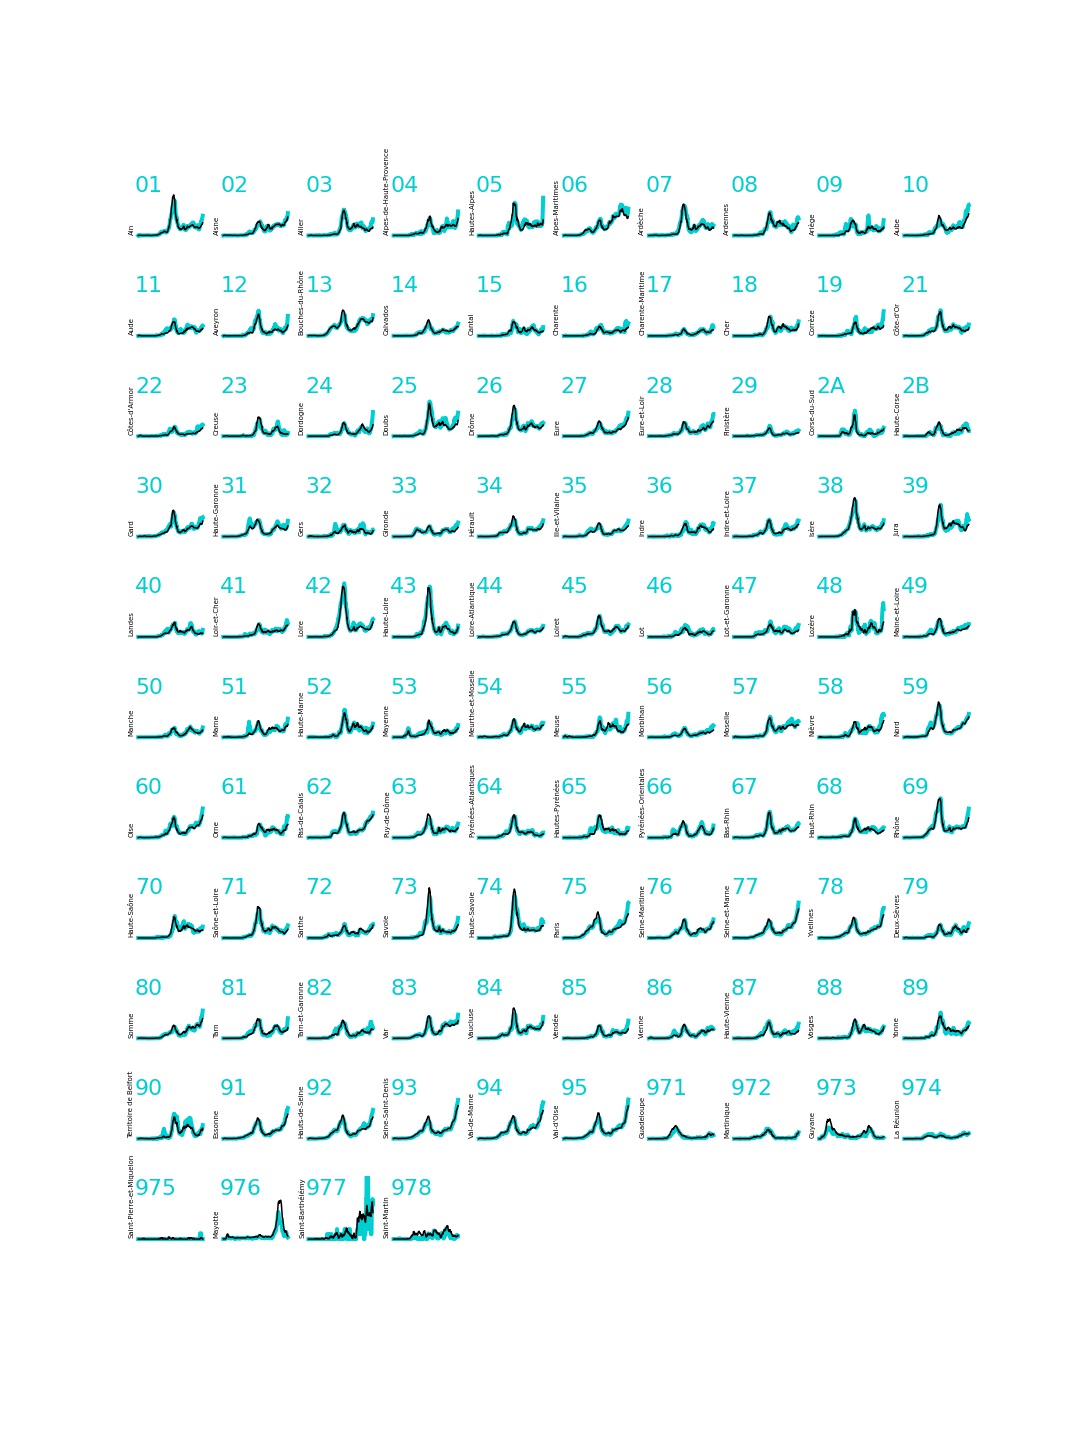 01 02 03 04 05 06 07 08 09 10
Ain Aisne Allier Alpes-de-Haute-Provence Hautes-Alpes Alpes-Maritimes Ardèche Ardennes Ariège Aube
11 12 13 14 15 16 17 18 19 21
Aude Aveyron Bouches-du-Rhône Calvados Cantal Charente Charente-Maritime Cher Corrèze Côte-d'Or
22 23 24 25 26 27 28 29 2A 2B
Côtes-d'Armor Creuse Dordogne Doubs Drôme Eure Eure-et-Loir Finistère Corse-du-Sud Haute-Corse
30 31 32 33 34 35 36 37 38 39
Gard Haute-Garonne Gers Gironde Hérault Ille-et-Vilaine Indre Indre-et-Loire Isère Jura
40 41 42 43 44 45 46 47 48 49
Landes Loir-et-Cher Loire Haute-Loire Loire-Atlantique Loiret Lot Lot-et-Garonne Lozère Maine-et-Loire
50 51 52 53 54 55 56 57 58 59
Manche Marne Haute-Marne Mayenne Meurthe-et-Moselle Meuse Morbihan Moselle Nièvre Nord
60 61 62 63 64 65 66 67 68 69
Oise Orne Pas-de-Calais Puy-de-Dôme Pyrénées-Atlantiques Hautes-Pyrénées Pyrénées-Orientales Bas-Rhin Haut-Rhin Rhône
70 71 72 73 74 75 76 77 78 79
Haute-Saône Saône-et-Loire Sarthe Savoie Haute-Savoie Paris Seine-Maritime Seine-et-Marne Yvelines Deux-Sèvres
80 81 82 83 84 85 86 87 88 89
Somme Tarn Tarn-et-Garonne Var Vaucluse Vendée Vienne Haute-Vienne Vosges Yonne
90 91 92 93 94 95 971 972 973 974
Territoire de Belfort Essonne Hauts-de-Seine Seine-Saint-Denis Val-de-Marne Val-d'Oise Guadeloupe Martinique Guyane La Réunion
975 976 977 978
Saint-Pierre-et-Miquelon Mayotte Saint-Barthélémy Saint-Martin